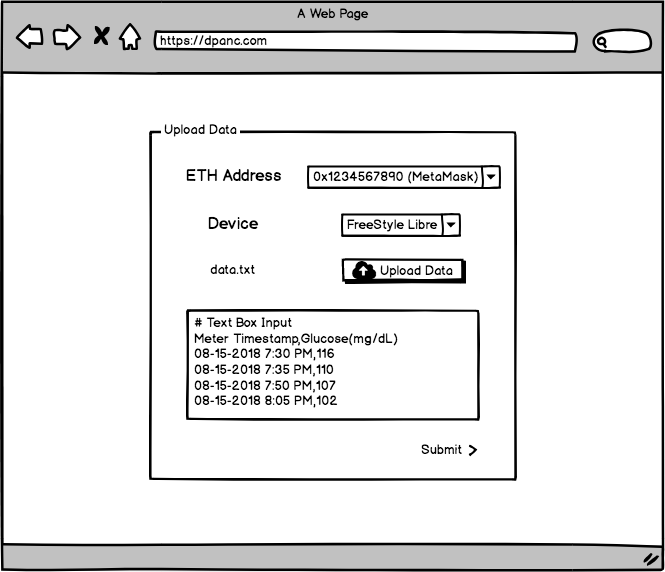 A Web Page
https://dpanc.com
Upload Data
ETH Address
0x1234567890 (MetaMask)
Device
FreeStyle Libre
data.txt
Upload Data
# Text Box Input
Meter Timestamp,Glucose(mg/dL)
08-15-2018 7:30 PM,116
08-15-2018 7:35 PM,110
08-15-2018 7:50 PM,107
08-15-2018 8:05 PM,102
Submit